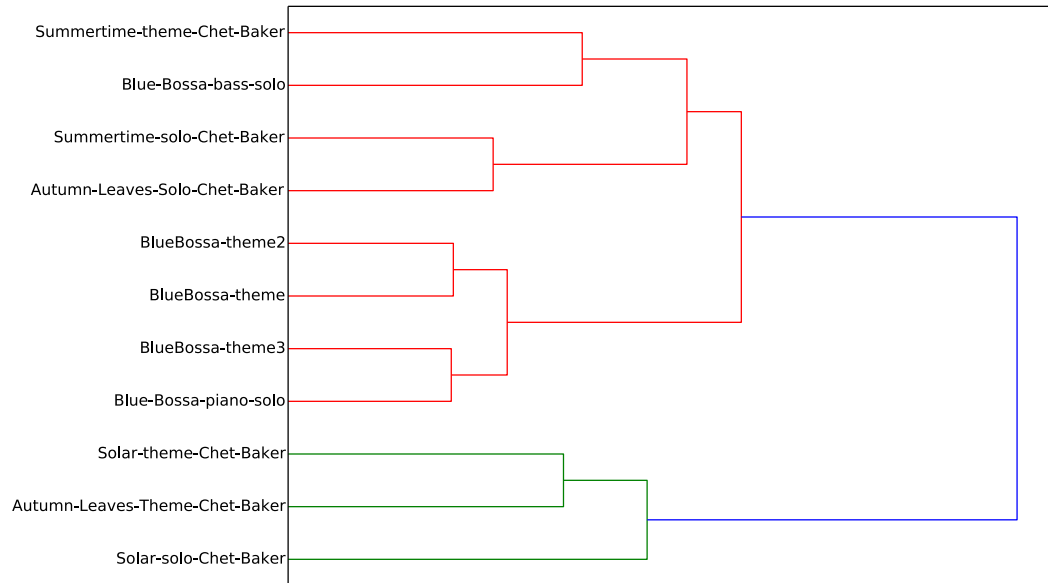 Summertime-theme-Chet-Baker
Blue-Bossa-bass-solo
Summertime-solo-Chet-Baker
Autumn-Leaves-Solo-Chet-Baker
BlueBossa-theme2
BlueBossa-theme
BlueBossa-theme3
Blue-Bossa-piano-solo
Solar-theme-Chet-Baker
Autumn-Leaves-Theme-Chet-Baker
Solar-solo-Chet-Baker